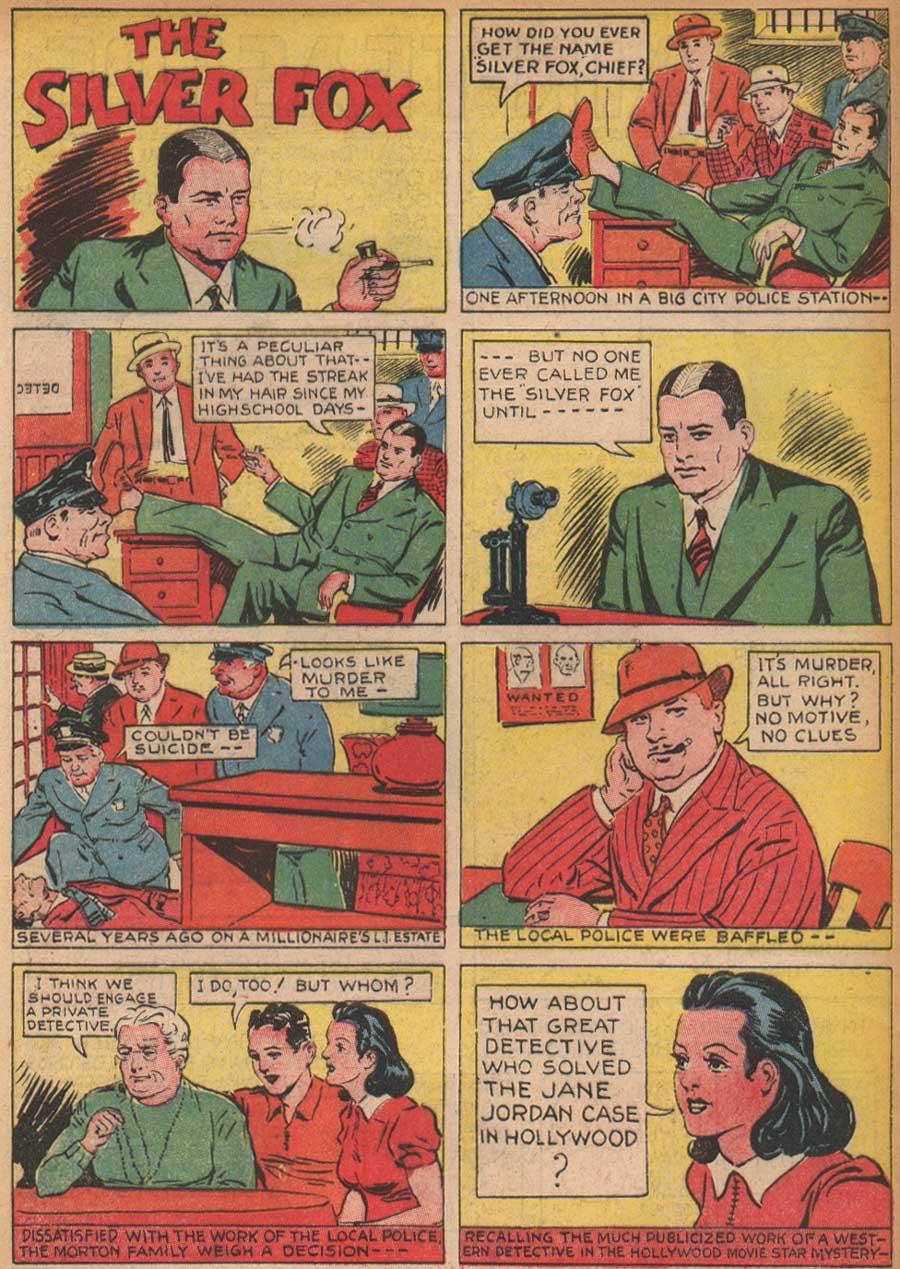 THE
SILVER FOX
HOW DID YOU EVER
GET THE NAME
"SILVER FOX", CHIEF?
ONE AFTERNOON IN A BIG CITY POLICE STATION--
DETEC
IT'S A PECULIAR
THING ABOUT THAT--
I'VE HAD THE STREAK
IN MY HAIR SINCE MY
HIGHSCHOOL DAYS-
--- BUT NO ONE
EVER CALLED ME
THE "SILVER FOX"
UNTIL ------
A-LOOKS LIKE
MURDER
TO ME-
COULDN'T BE
SUICIDE --
SEVERAL YEARS AGO ON A MILLIONAIRE'S L.I. ESTATE
WANTED
IT'S MURDER,
ALL RIGHT.
BUT WHY?
NO MOTIVE,
NO CLUES
THE LOCAL POLICE WERE BAFFLED --
I THINK WE
SHOULD ENGAGE
A PRIVATE
DETECTIVE.
I DO, TOO! BUT WHOM?
DISSATISFIED WITH THE WORK OF THE LOCAL POLICE,
THE MORTON FAMILY WEIGH A DECISION---
HOW ABOUT
THAT GREAT
DETECTIVE
WHO SOLVED
THE JANE
JORDAN CASE
IN HOLLYWOOD
?
RECALLING THE MUCH PUBLICIZED WORK OF A WEST-
ERN DETECTIVE IN THE HOLLYWOOD MOVIE STAR MYSTERY-